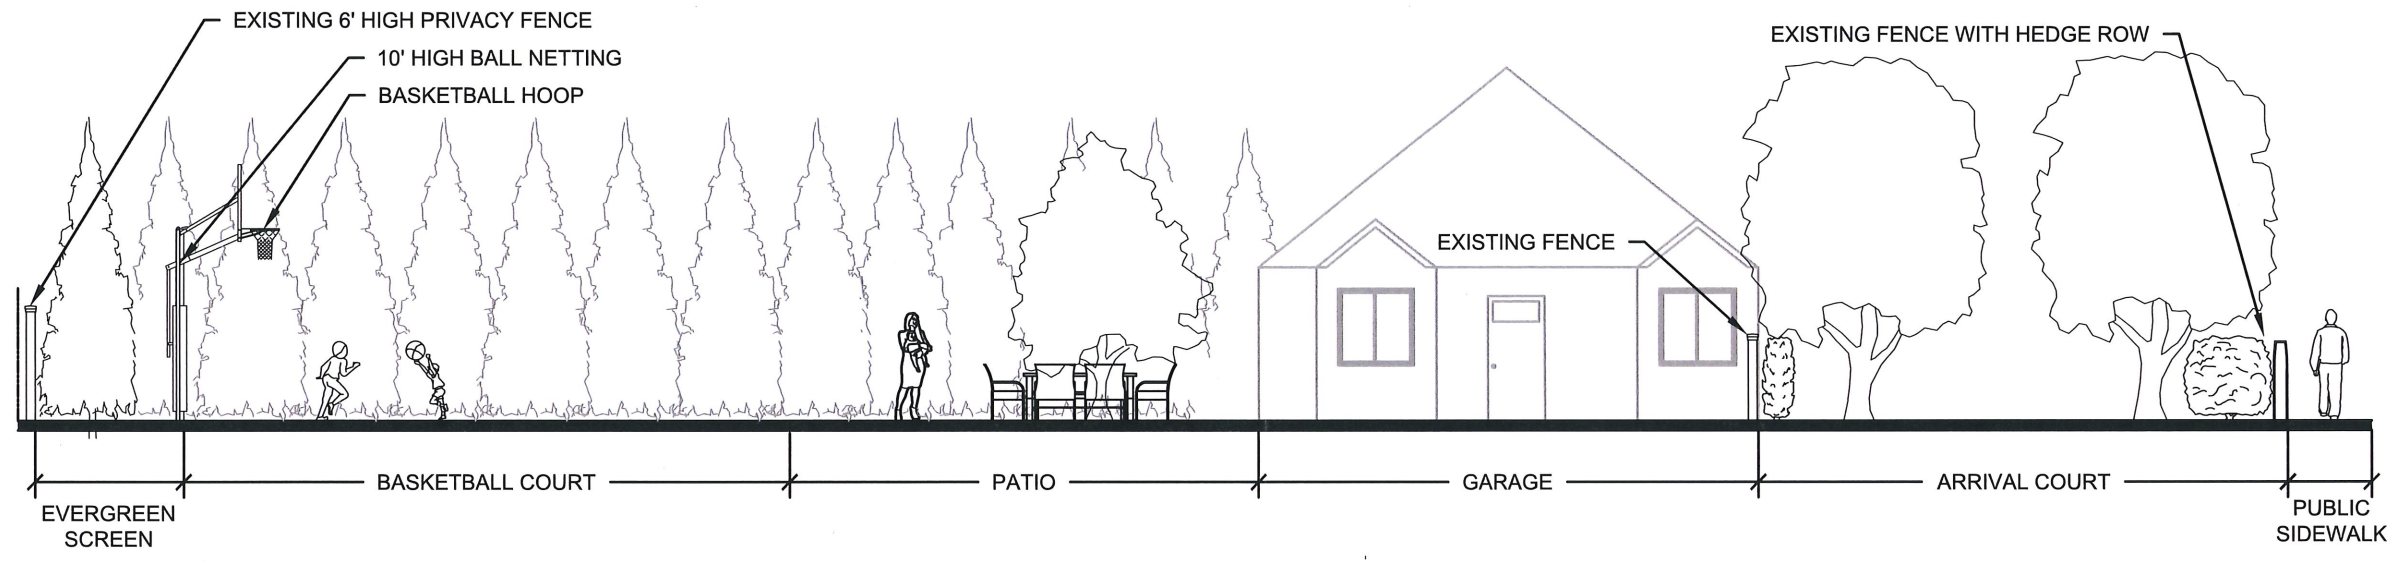 EXISTING 6' HIGH PRIVACY FENCE
10' HIGH BALL NETTING
BASKETBALL HOOP
EXISTING FENCE WITH HEDGE ROW
EXISTING FENCE
BASKETBALL COURT
PATIO
GARAGE
ARRIVAL COURT
EVERGREEN
SCREEN
PUBLIC
SIDEWALK